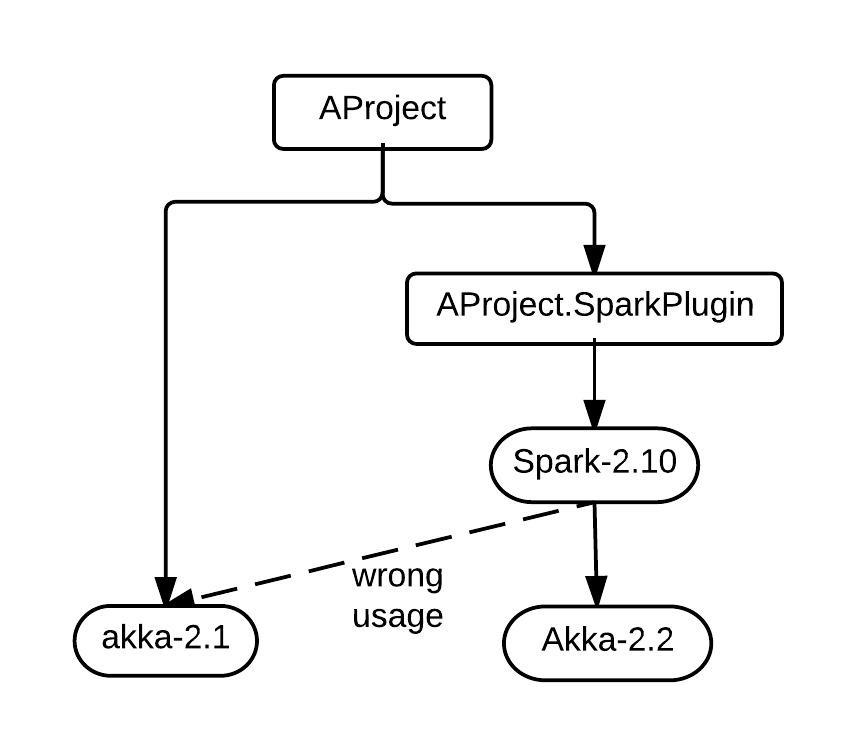 AProject
AProject.SparkPlugin
Spark-2.10
wrong
usage
akka-2.1
Akka-2.2